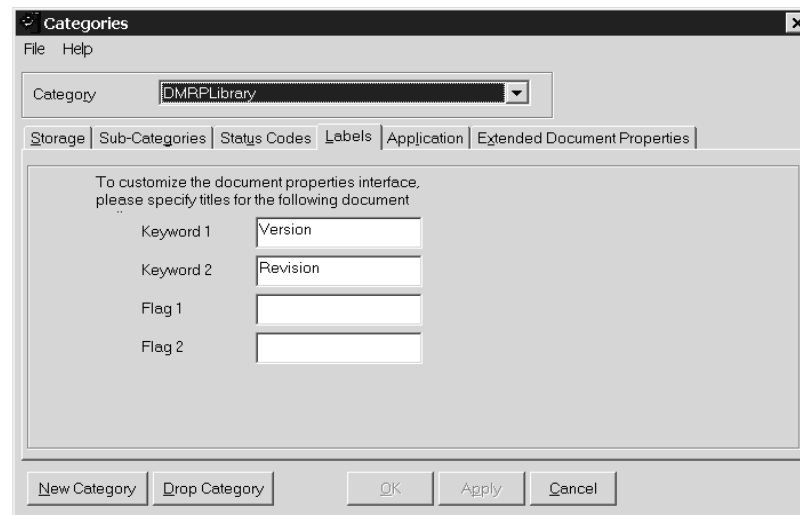 Categories
File Help
Category DMRPLibrary
Storage Sub-Categories Status Codes Labels Application Extended Document Properties
To customize the document properties interface,
please specify titles for the following document
Keyword 1 Version
Keyword 2 Revision
Flag 1
Flag 2
New Category Drop Category OK Apply Cancel